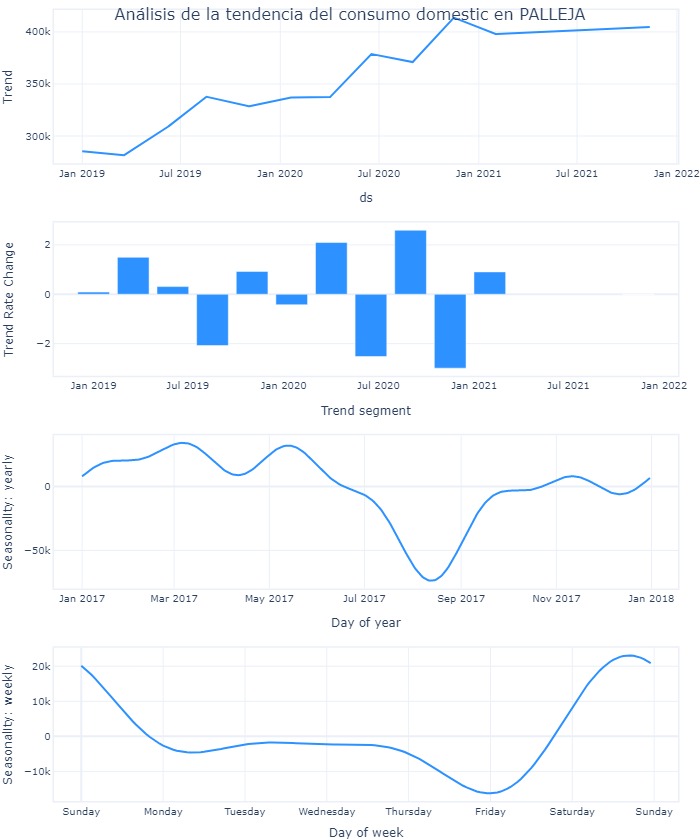 Análisis de la tendencia del consumo domestic en PALLEJA
400k
350k
300k
Trend
Jan 2019 Jul 2019 Jan 2020 Jul 2020 Jan 2021 Jul 2021 Jan 2022
ds
2
0
−2
Trend Rate Change
Jan 2019 Jul 2019 Jan 2020 Jul 2020 Jan 2021 Jul 2021 Jan 2022
Trend segment
0
−50k
Seasonality: yearly
Jan 2017 Mar 2017 May 2017 Jul 2017 Sep 2017 Nov 2017 Jan 2018
Day of year
20k
10k
0
−10k
Seasonality: weekly
Sunday Monday Tuesday Wednesday Thursday Friday Saturday Sunday
Day of week